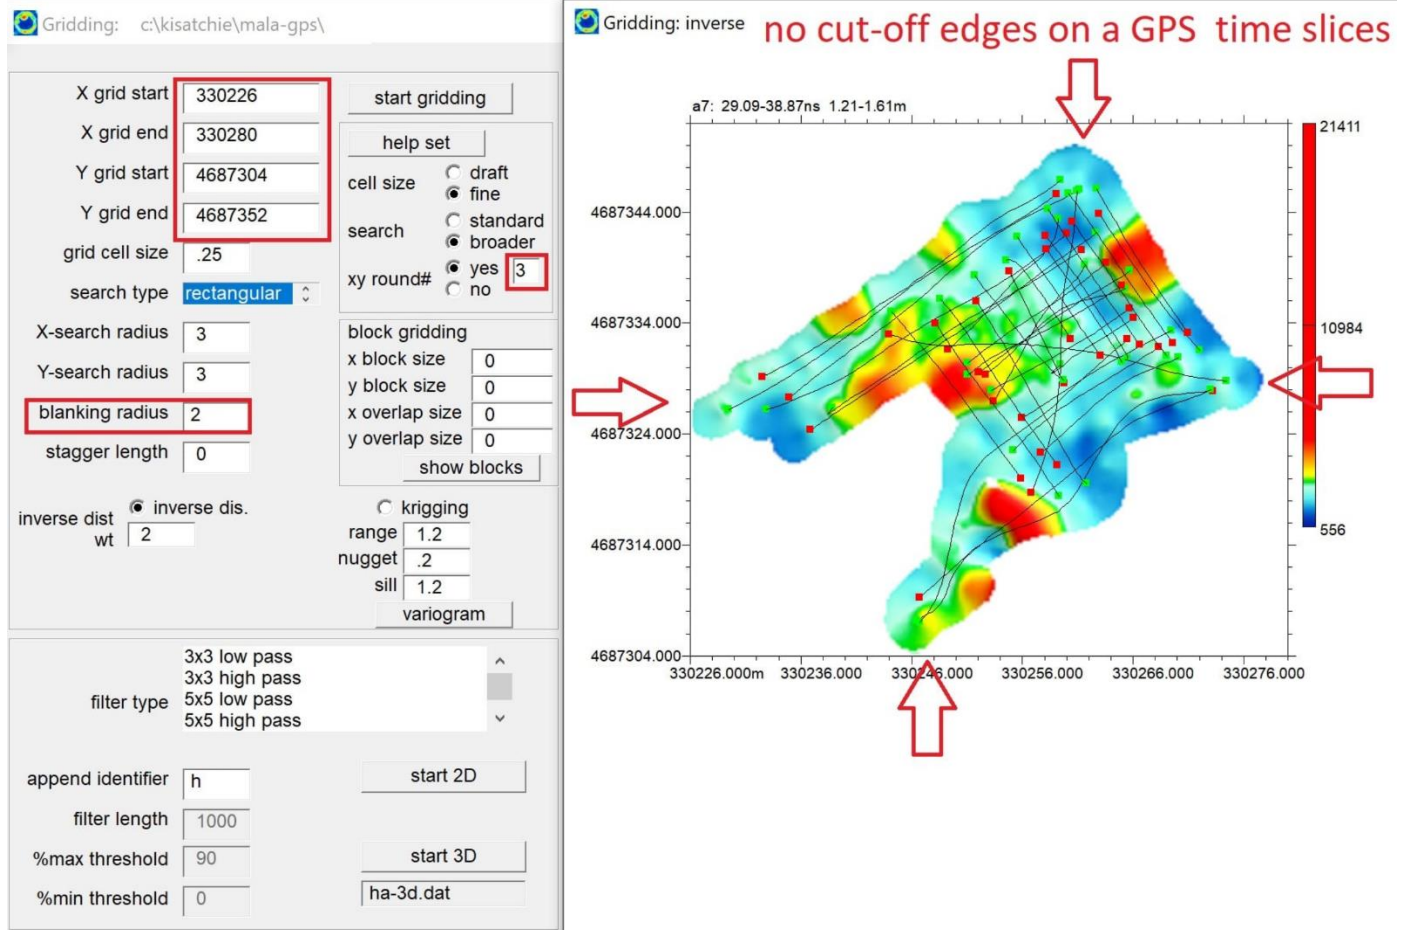 Gridding: c:\kisatchie\mala-gps\
X grid start 330226
X grid end 330280
Y grid start 4687304
Y grid end 4687352
grid cell size .25
search type rectangular
X-search radius 3
Y-search radius 3
blanking radius 2
stagger length 0
inverse dis.
inverse dist wt 2
start gridding
help set
cell size draft
fine
search standard
broader
xy round# yes 3
no
block gridding
x block size 0
y block size 0
x overlap size 0
y overlap size 0
show blocks
krigging
range 1.2
nugget .2
sill 1.2
variogram
filter type
3x3 low pass
3x3 high pass
5x5 low pass
5x5 high pass
append identifier h
start 2D
filter length 1000
%max threshold 90
start 3D
%min threshold 0
ha-3d.dat
Gridding: inverse
no cut-off edges on a GPS time slices
a7: 29.09-38.87ns 1.21-1.61m
21411
10984
556
4687344.000
4687334.000
4687324.000
4687314.000
4687304.000
330226.000m 330236.000 330246.000 330256.000 330266.000 330276.000